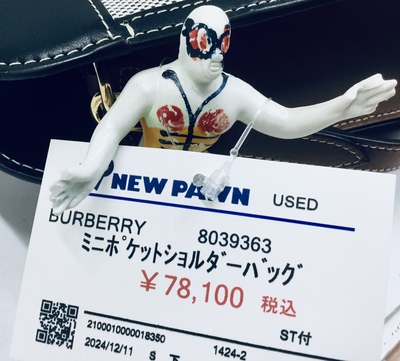 NEW PAWN USED
BURBERRY 8039363
ミニポケットショルダーバッグ
¥78,100 税込
ST付
2100010000018350 1424-2
2024/12/11 S 下